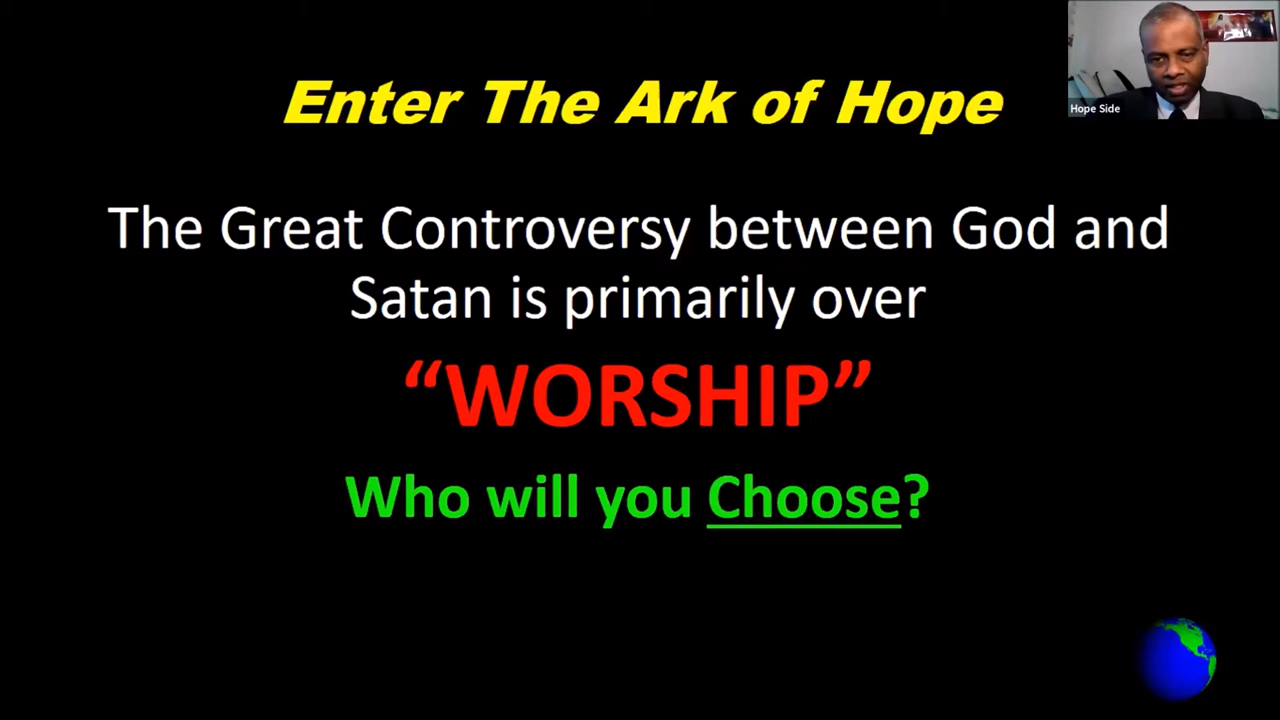 Enter The Ark of Hope
Hope Side
The Great Controversy between God and
Satan is primarily over
“WORSHIP”
Who will you Choose?